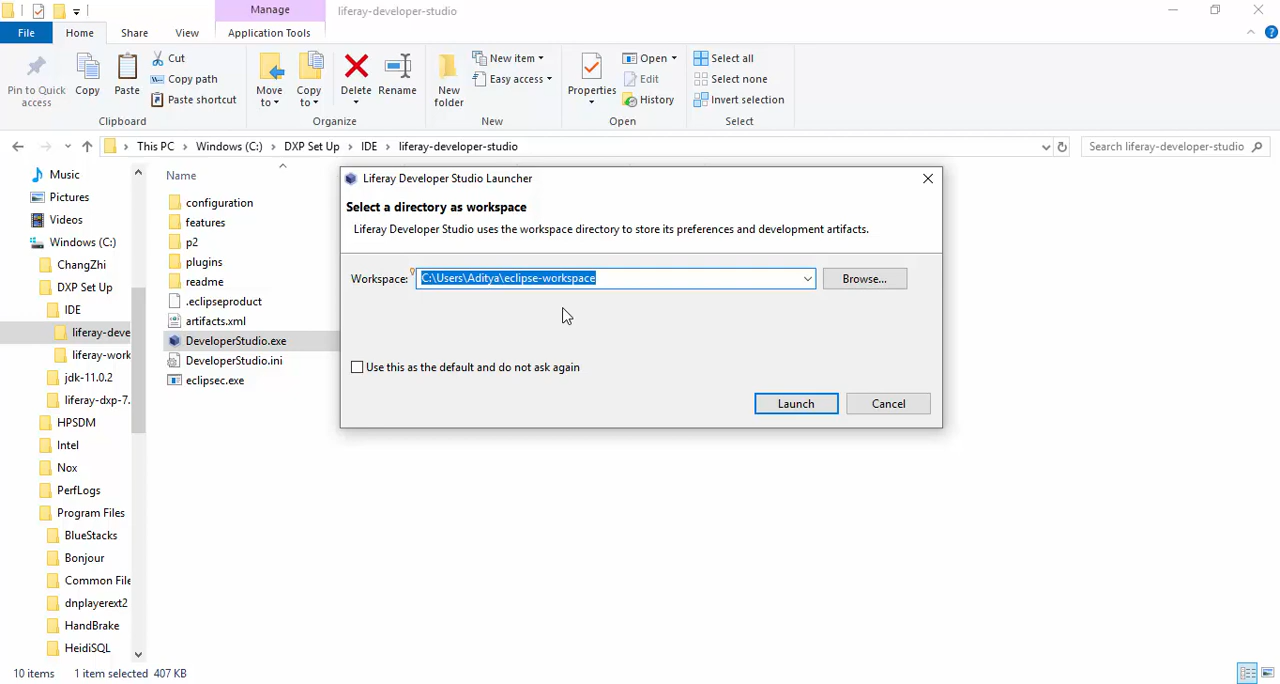 Manage
liferay-developer-studio
File
Home
Share
View
Application Tools
Pin to Quick access
Copy
Paste
Cut
Copy path
Paste shortcut
Clipboard
Move to
Copy to
Delete
Rename
Organize
New folder
New item
Easy access
New
Properties
Open
Edit
History
Open
Select all
Select none
Invert selection
Select
This PC
Windows (C:)
DXP Set Up
IDE
liferay-developer-studio
Search liferay-developer-studio
Music
Pictures
Videos
Windows (C:)
ChangZhi
DXP Set Up
IDE
liferay-deve
liferay-work
jdk-11.0.2
liferay-dxp-7.
HPSDM
Intel
Nox
PerfLogs
Program Files
BlueStacks
Bonjour
Common File
dnplayerext2
HandBrake
HeidiSQL
Name
configuration
features
p2
plugins
readme
.eclipseproduct
artifacts.xml
DeveloperStudio.exe
DeveloperStudio.ini
eclipsec.exe
Liferay Developer Studio Launcher
Select a directory as workspace
Liferay Developer Studio uses the workspace directory to store its preferences and development artifacts.
Workspace:
C:\Users\Aditya\eclipse-workspace
Browse...
Use this as the default and do not ask again
Launch
Cancel
10 items
1 item selected 407 KB